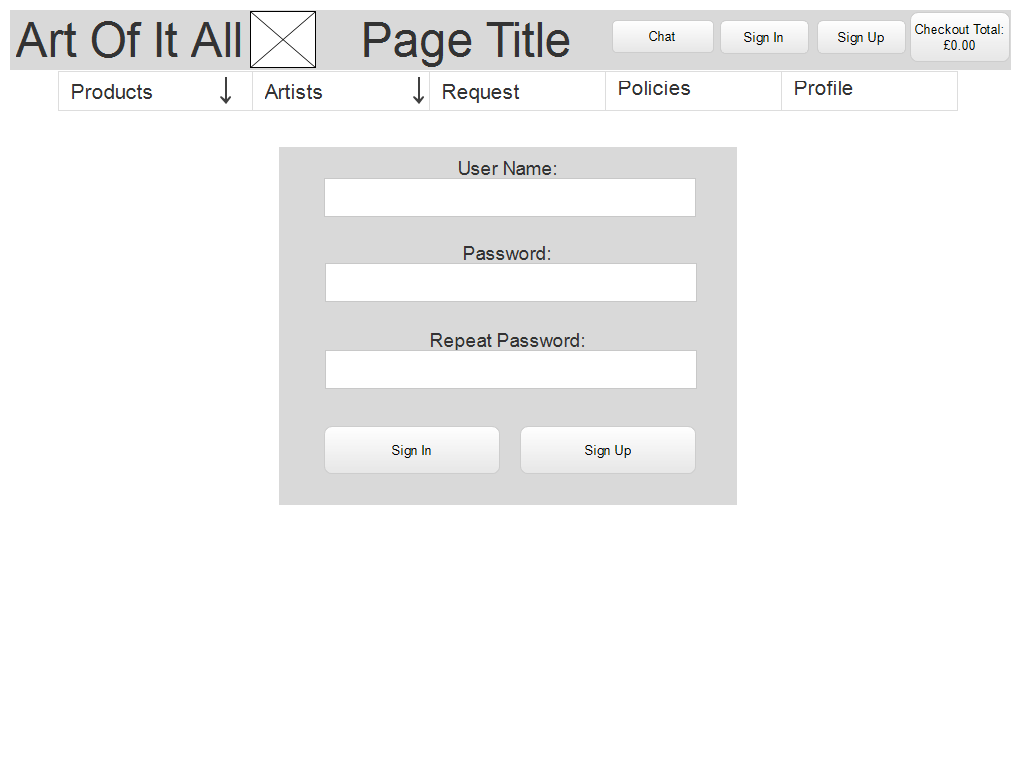 Art Of It All
Page Title
Chat
Sign In
Sign Up
Checkout Total:
£0.00
Products
Artists
Request
Policies
Profile
User Name:
Password:
Repeat Password:
Sign In
Sign Up